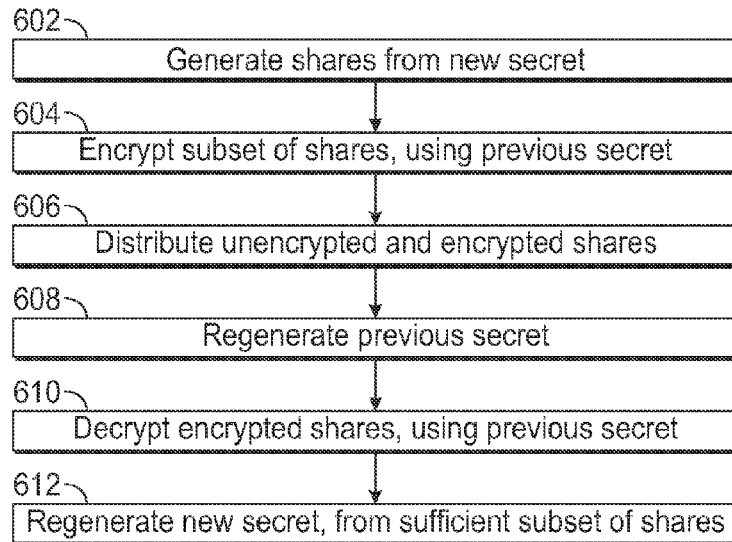 602
Generate shares from new secret
604
Encrypt subset of shares, using previous secret
606
Distribute unencrypted and encrypted shares
608
Regenerate previous secret
610
Decrypt encrypted shares, using previous secret
612
Regenerate new secret, from sufficient subset of shares